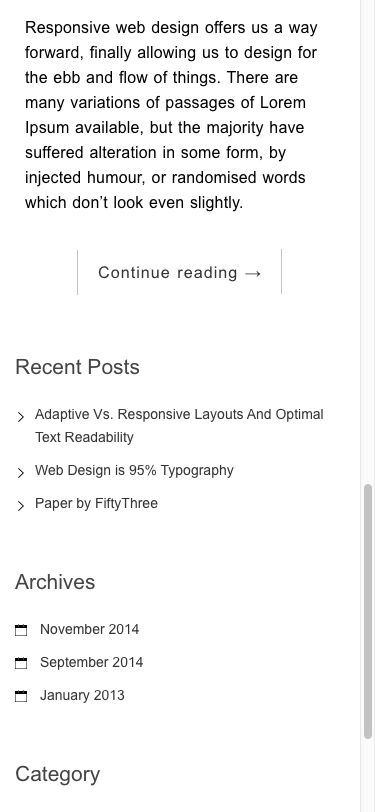 Responsive web design offers us a way
forward, finally allowing us to design for
the ebb and flow of things. There are
many variations of passages of Lorem
Ipsum available, but the majority have
suffered alteration in some form, by
injected humour, or randomised words
which don’t look even slightly.
Continue reading →
Recent Posts
Adaptive Vs. Responsive Layouts And Optimal
Text Readability
Web Design is 95% Typography
Paper by FiftyThree
Archives
November 2014
September 2014
January 2013
Category